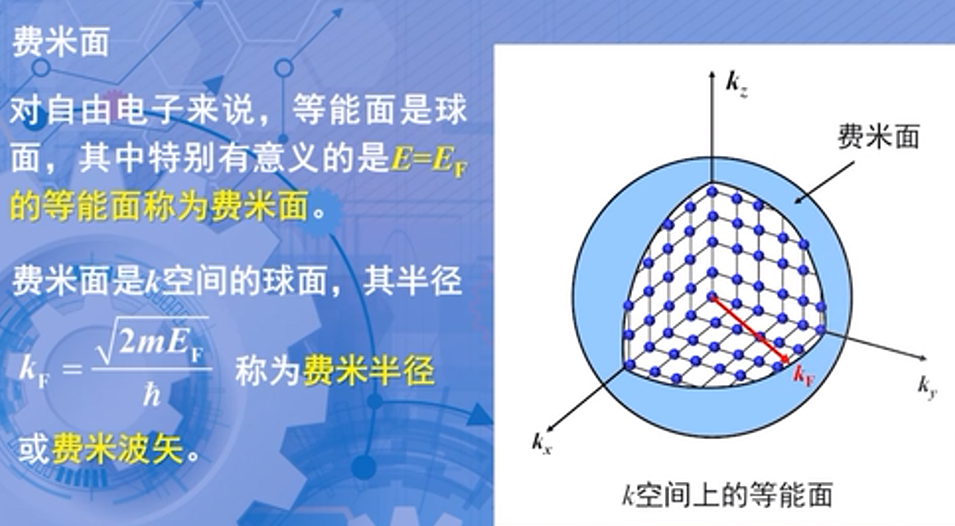 费米面
对自由电子来说，等能面是球
面，其中特别有意义的是E=E_F
的等能面称为费米面。
费米面是k空间的球面，其半径
k_F = √(2mE_F) / ħ 称为费米半径
或费米波矢。
k_z
费米面
k_F
k_y
k_x
k空间上的等能面